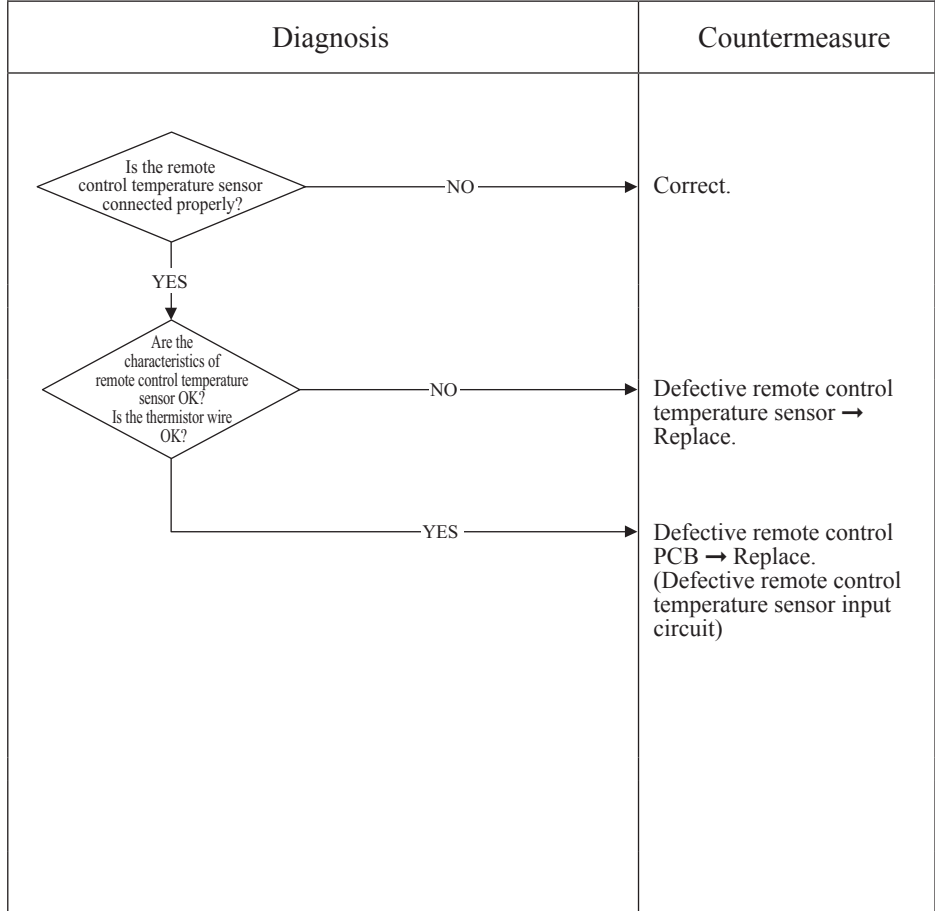 Diagnosis
Countermeasure
Is the remote
control temperature sensor
connected properly?
NO
Correct.
YES
Are the
characteristics of
remote control temperature
sensor OK?
Is the thermistor wire
OK?
NO
Defective remote control
temperature sensor ➞
Replace.
YES
Defective remote control
PCB ➞ Replace.
(Defective remote control
temperature sensor input
circuit)